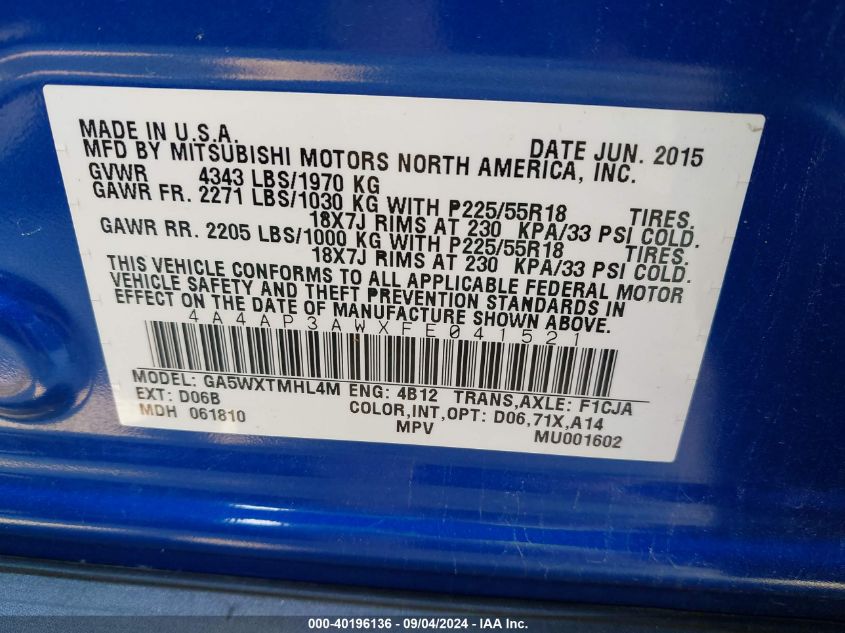 MADE IN U.S.A. DATE JUN. 2015
MFD BY MITSUBISHI MOTORS NORTH AMERICA, INC.
GVWR 4343 LBS/1970 KG
GAWR FR. 2271 LBS/1030 KG WITH P225/55R18 TIRES.
18X7J RIMS AT 230 KPA/33 PSI COLD.
GAWR RR. 2205 LBS/1000 KG WITH P225/55R18 TIRES.
18X7J RIMS AT 230 KPA/33 PSI COLD.
THIS VEHICLE CONFORMS TO ALL APPLICABLE FEDERAL MOTOR
VEHICLE SAFETY AND THEFT PREVENTION STANDARDS IN
EFFECT ON THE DATE OF MANUFACTURE SHOWN ABOVE.
4A4AP3AWXFE041521
MODEL: GA5WXTMHL4M ENG: 4B12 TRANS,AXLE: F1CJA
EXT: D06B COLOR,INT,OPT: D06,71X,A14
MDH 061810 MPV MU001602
000-40196136 - 09/04/2024 - IAAI, Inc.